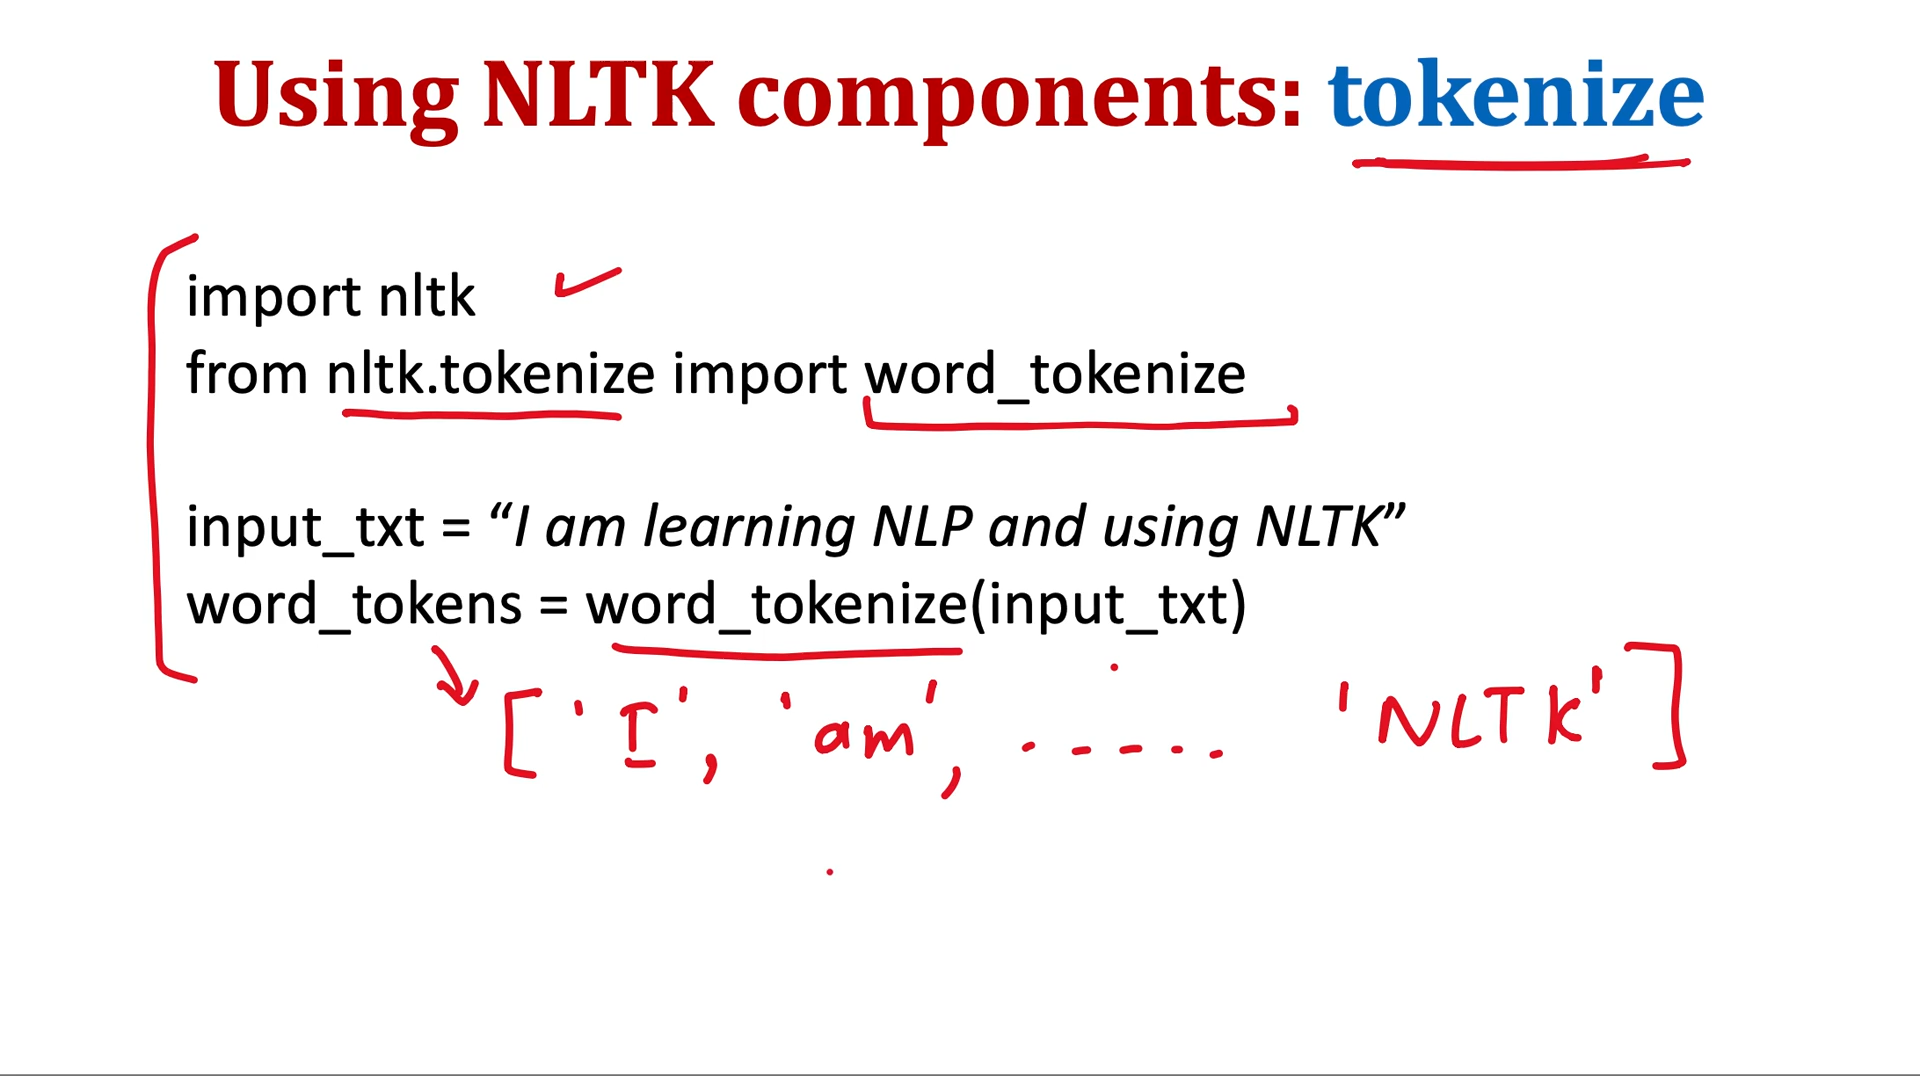 Using NLTK components: tokenize
import nltk
from nltk.tokenize import word_tokenize
input_txt = “I am learning NLP and using NLTK”
word_tokens = word_tokenize(input_txt)
['I', 'am', . - - - . 'NLTK']